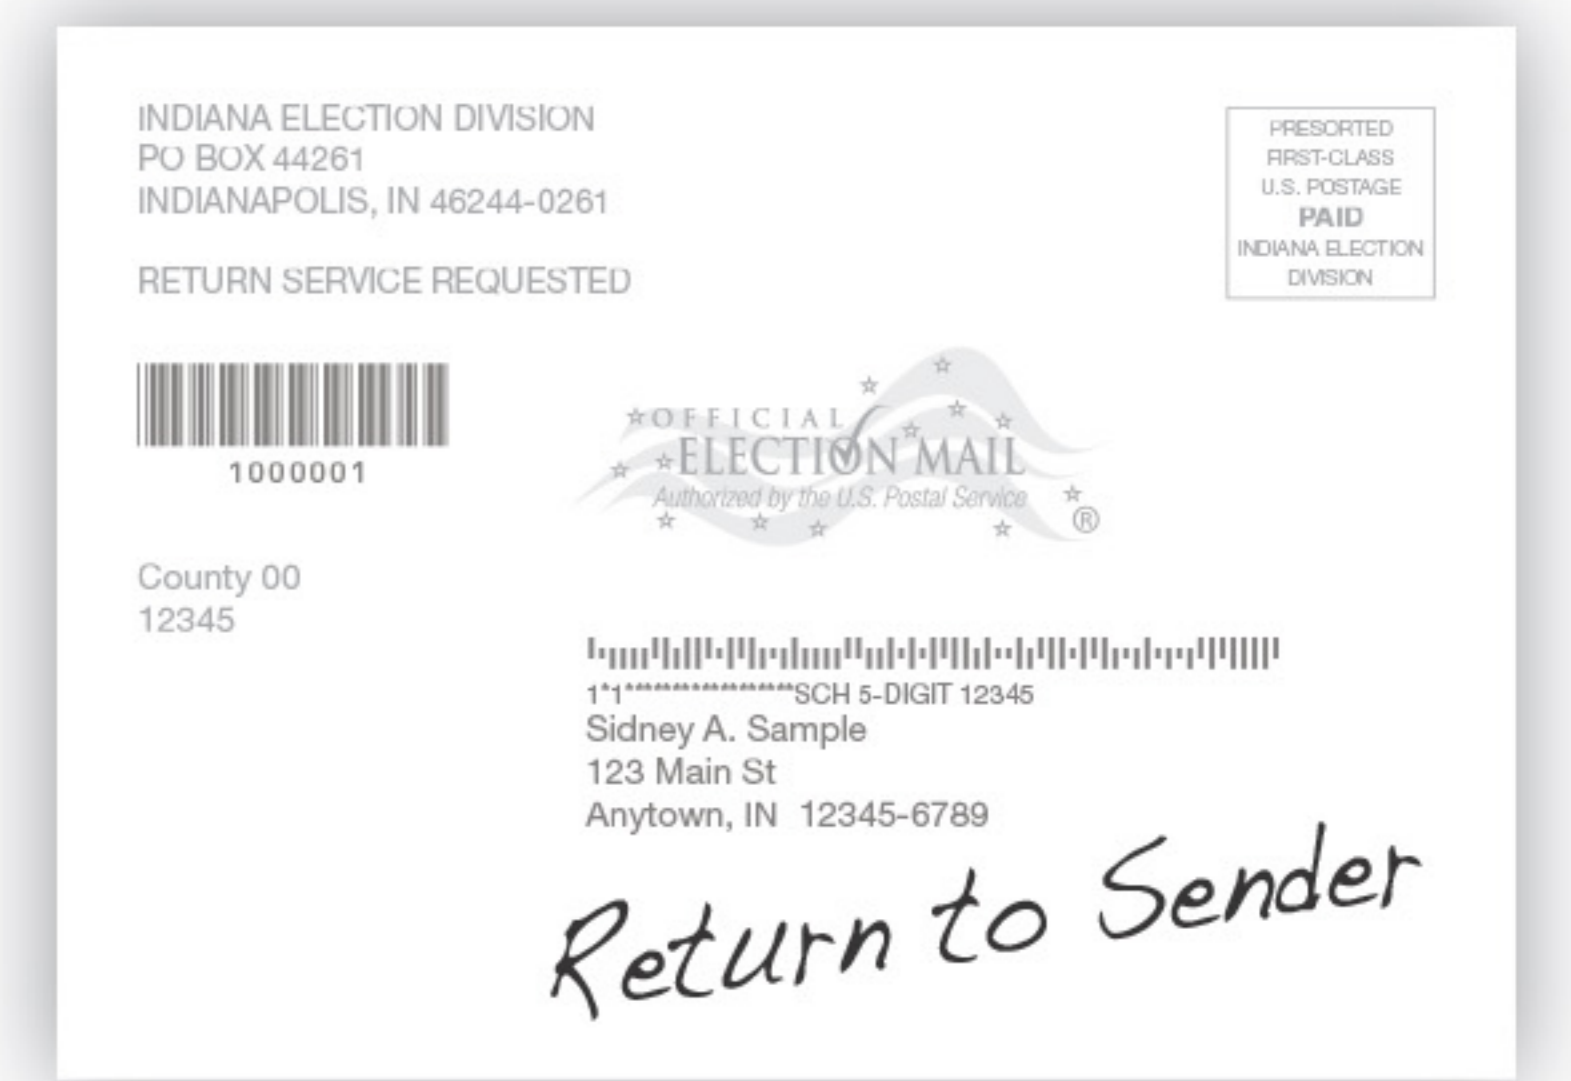 INDIANA ELECTION DIVISION
PO BOX 44261
INDIANAPOLIS, IN 46244-0261
RETURN SERVICE REQUESTED
PRESORTED
FIRST-CLASS
U.S. POSTAGE
PAID
INDIANA ELECTION
DIVISION
1000001
OFFICIAL
ELECTION MAIL
Authorized by the U.S. Postal Service
®
County 00
12345
1*1******************SCH 5-DIGIT 12345
Sidney A. Sample
123 Main St
Anytown, IN 12345-6789
Return to Sender